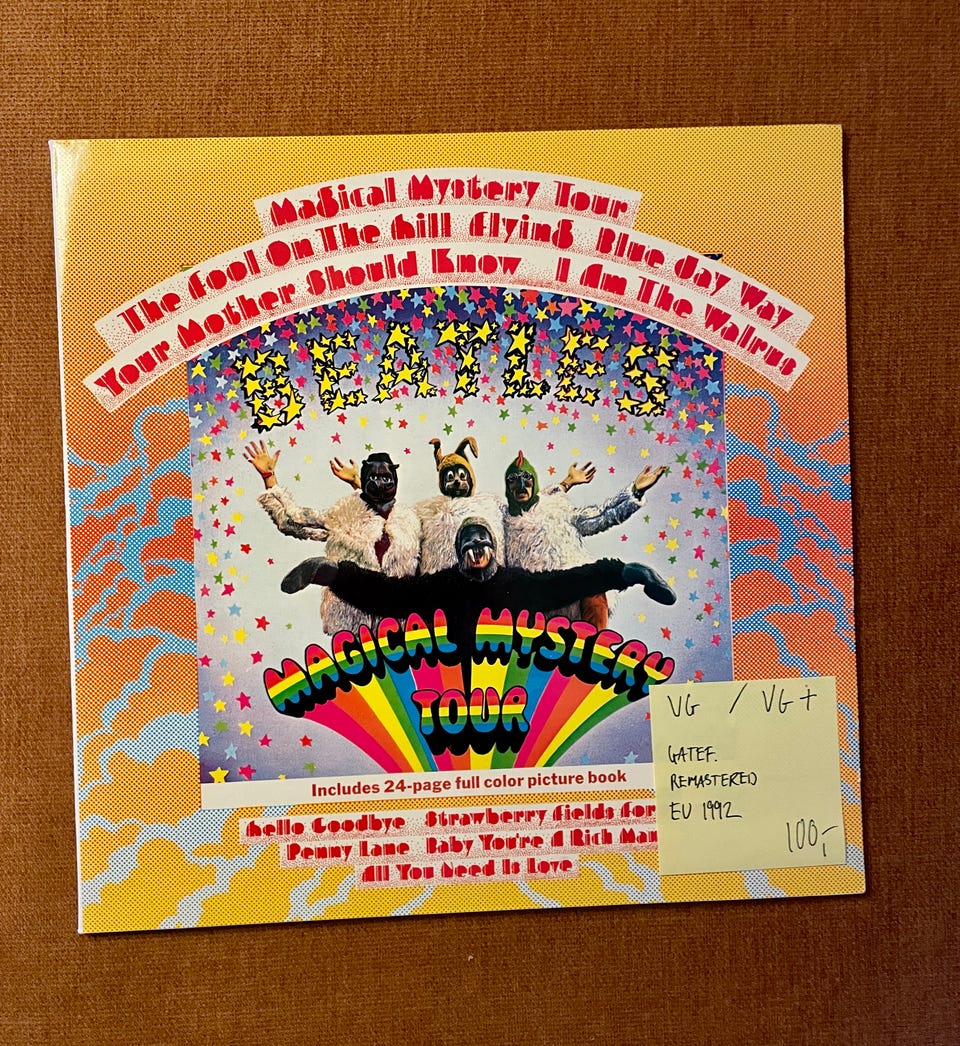 Magical Mystery Tour
The Fool On The Hill Flying Blue Jay Way
Your Mother Should Know I Am The Walrus
BEATLES
MAGICAL MYSTERY
TOUR
Includes 24-page full color picture book
Hello Goodbye Strawberry Fields For
Penny Lane Baby You're A Rich Man
All You Need Is Love
VG / VG+
GATEF.
REMASTERED
EU 1992
100,-